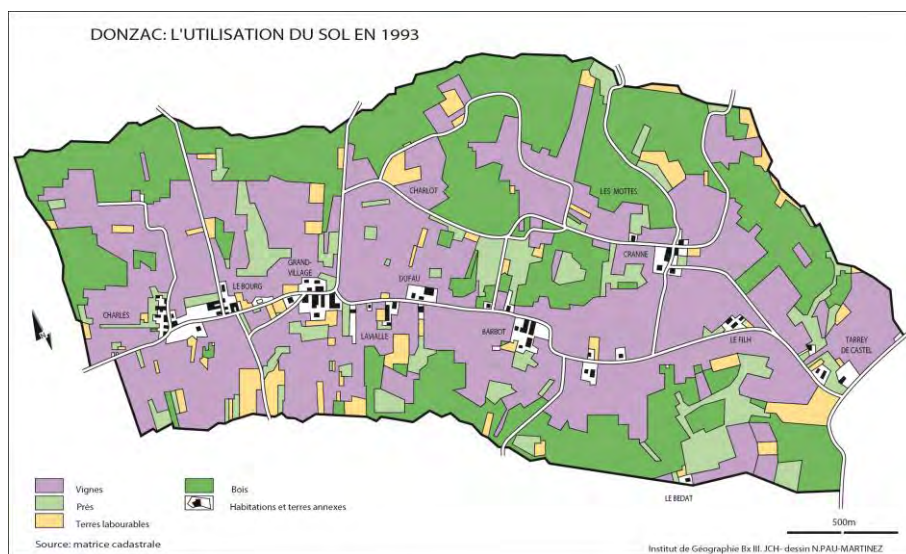 DONZAC: L'UTILISATION DU SOL EN 1993
CHARLOT
LES MOTTES
CRANNE
GRAND-
VILLAGE
DUFAU
LE BOURG
CHARLES
LAVALLE
BARROT
LE FILH
TARREY
DE CASTEL
LE BEDAT
Vignes
Bois
Prés
Habitations et terres annexes
Terres labourables
500m
Source: matrice cadastrale
Institut de Géographie Bx III. JCH- dessin N.PAU-MARTINEZ